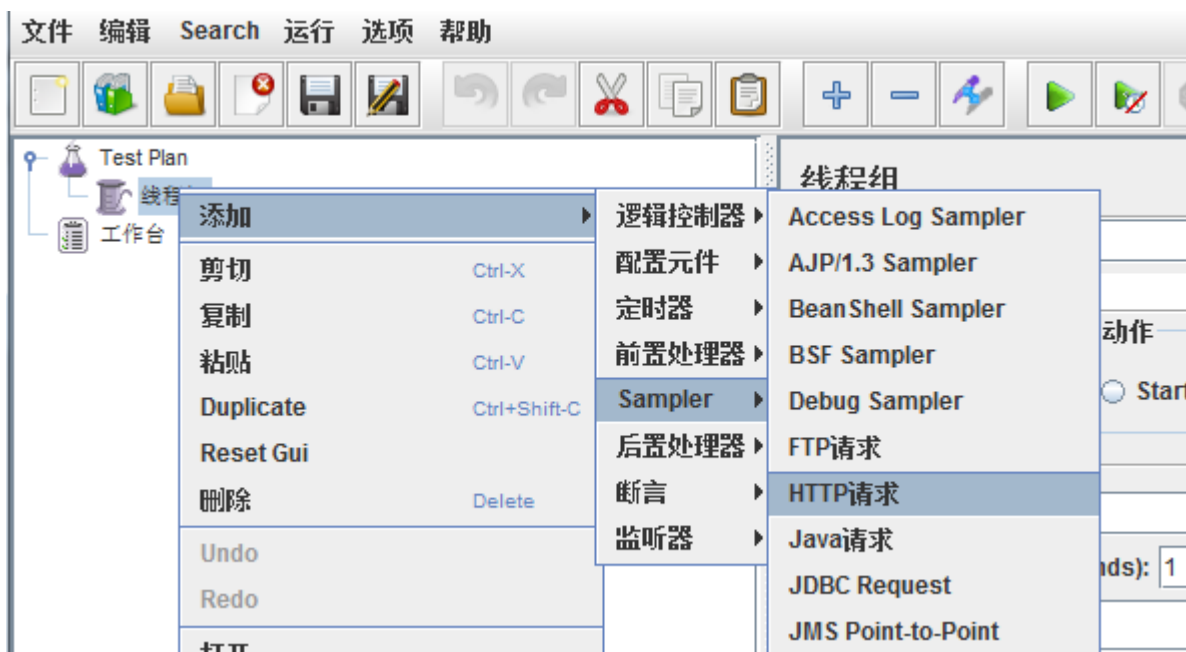 文件 编辑 Search 运行 选项 帮助
Test Plan
线程
工作台
线程组
添加
剪切 Ctrl-X
复制 Ctrl-C
粘贴 Ctrl-V
Duplicate Ctrl+Shift-C
Reset Gui
删除 Delete
Undo
Redo
打开
逻辑控制器
配置元件
定时器
前置处理器
Sampler
后置处理器
断言
监听器
Access Log Sampler
AJP/1.3 Sampler
BeanShell Sampler
BSF Sampler
Debug Sampler
FTP请求
HTTP请求
Java请求
JDBC Request
JMS Point-to-Point
动作
Start
nds): 1